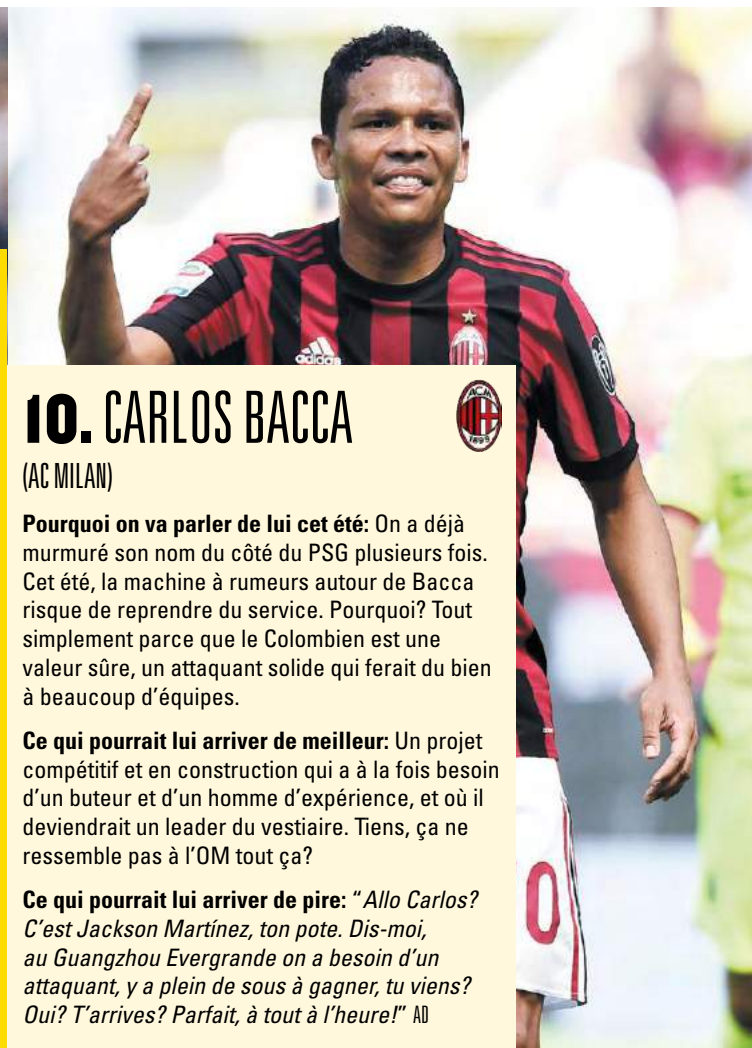 adidas
10. CARLOS BACCA
ACM
1899
(AC MILAN)
Pourquoi on va parler de lui cet été: On a déjà
murmuré son nom du côté du PSG plusieurs fois.
Cet été, la machine à rumeurs autour de Bacca
risque de reprendre du service. Pourquoi? Tout
simplement parce que le Colombien est une
valeur sûre, un attaquant solide qui ferait du bien
à beaucoup d’équipes.
Ce qui pourrait lui arriver de meilleur: Un projet
compétitif et en construction qui a à la fois besoin
d’un buteur et d’un homme d’expérience, et où il
deviendrait un leader du vestiaire. Tiens, ça ne
ressemble pas à l’OM tout ça?
Ce qui pourrait lui arriver de pire: “Allo Carlos?
C’est Jackson Martínez, ton pote. Dis-moi,
au Guangzhou Evergrande on a besoin d’un
attaquant, y a plein de sous à gagner, tu viens?
Oui? T’arrives? Parfait, à tout à l’heure!” AD
0